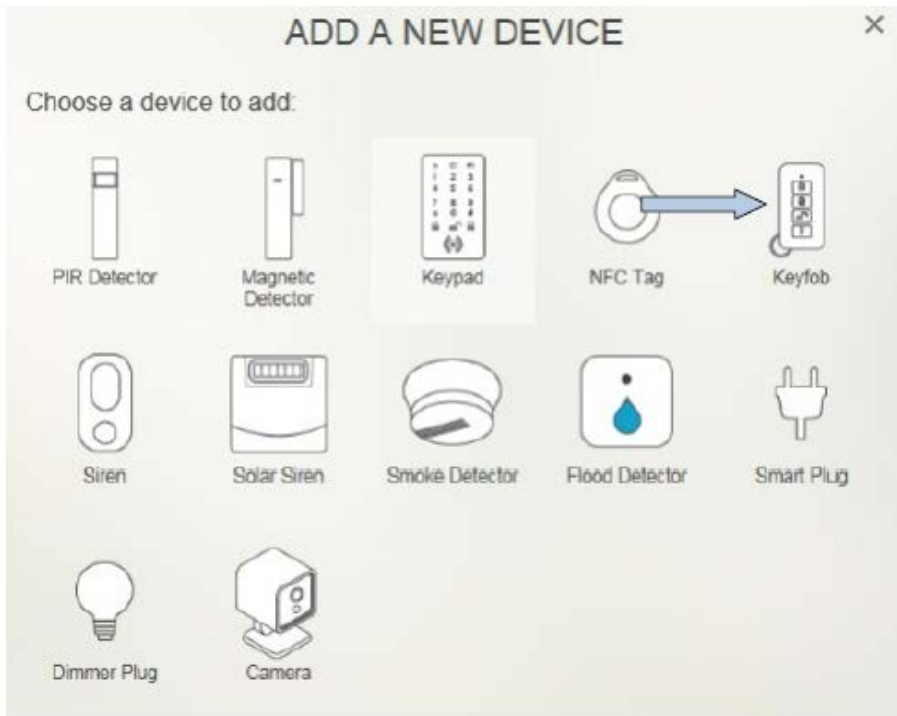 ADD A NEW DEVICE
Choose a device to add:
PIR Detector
Magnetic
Detector
Keypad
NFC Tag
Keyfob
Siren
Solar Siren
Smoke Detector
Flood Detector
Smart Plug
Dimmer Plug
Camera